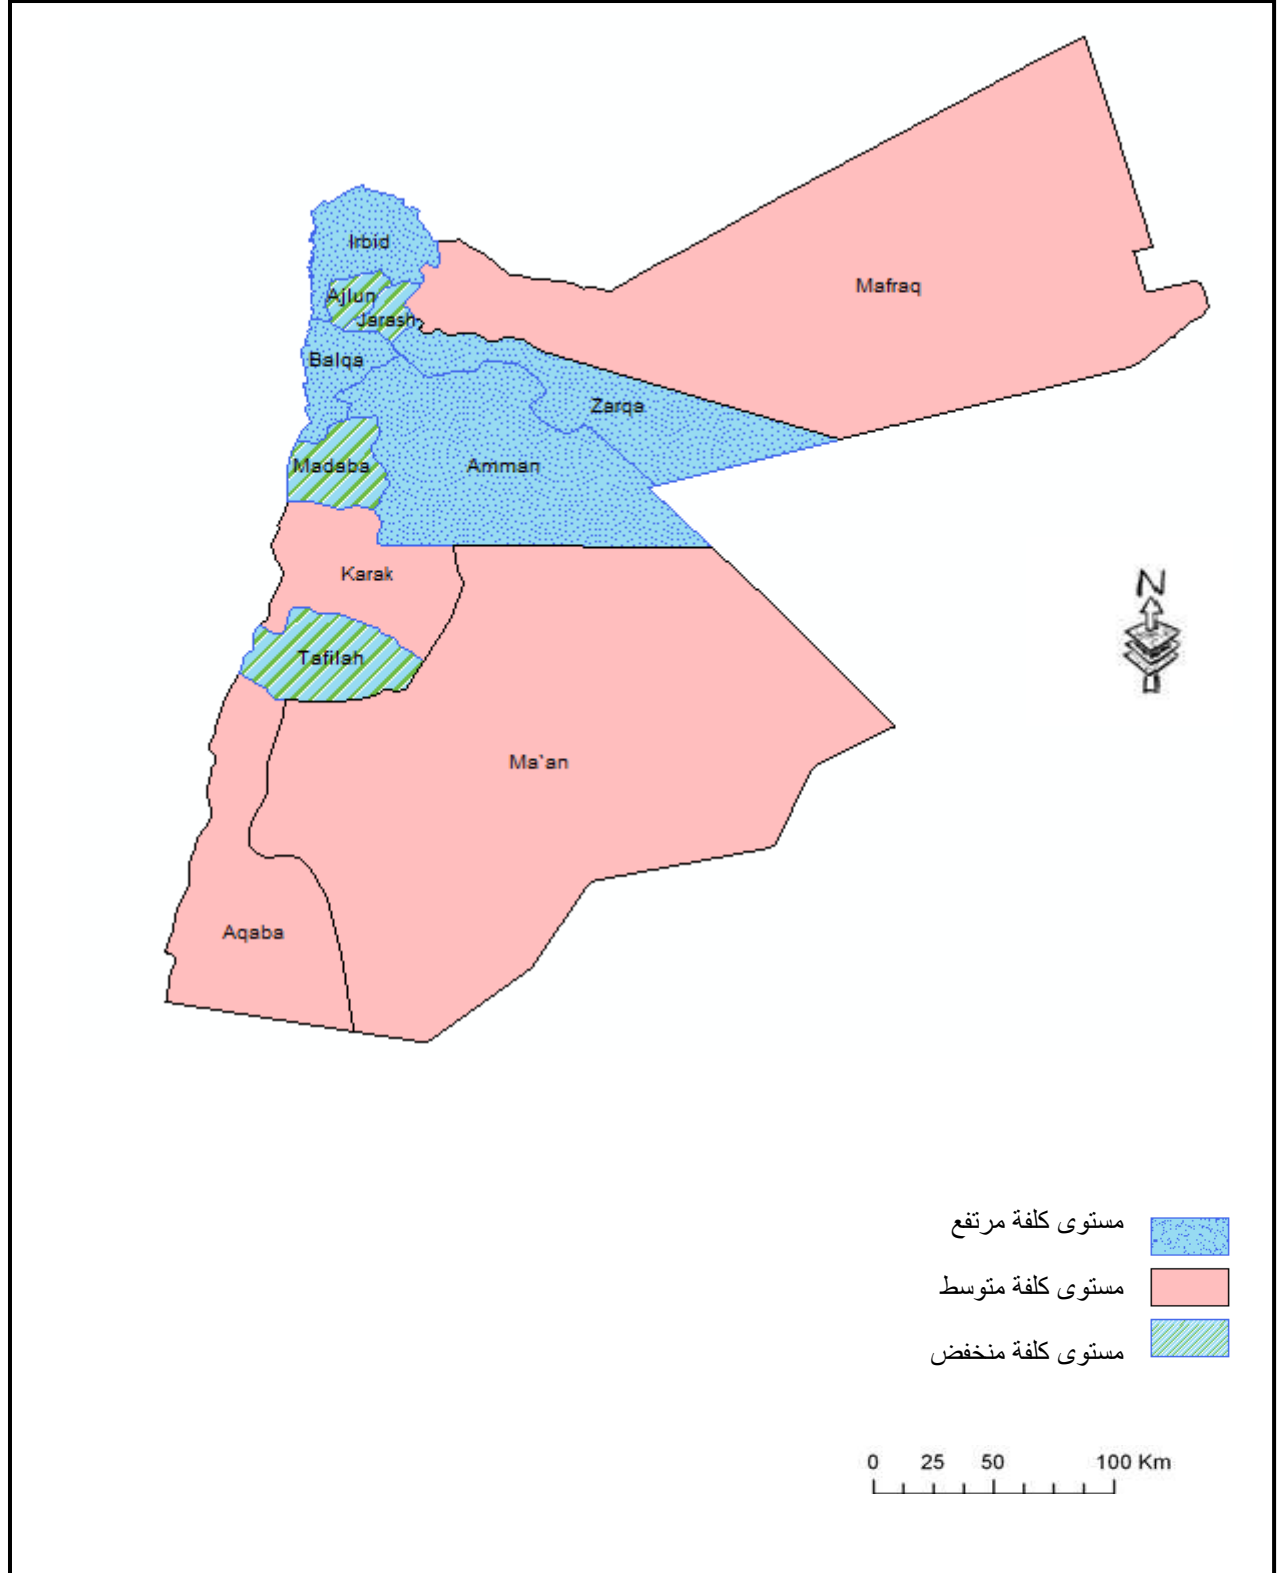 Irbid
Mafraq
Ajlun
Jarash
Balqa
Zarqa
Madaba
Amman
Karak
Tafilah
Ma`an
Aqaba
N
مستوى كلفة مرتفع
مستوى كلفة متوسط
مستوى كلفة منخفض
0 25 50 100 Km